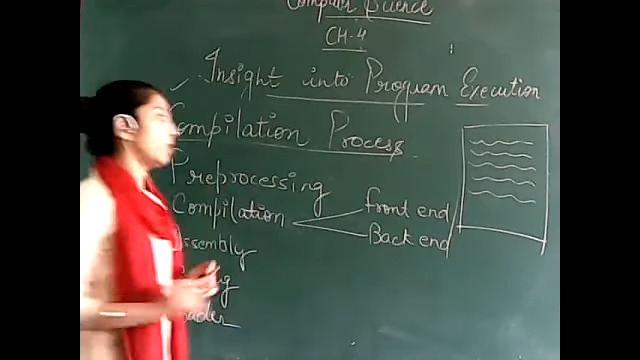 Computer Science
CH-4
Insight into Program Execution
Compilation Process
Preprocessing
Compilation
Front end
Back end
Assembly